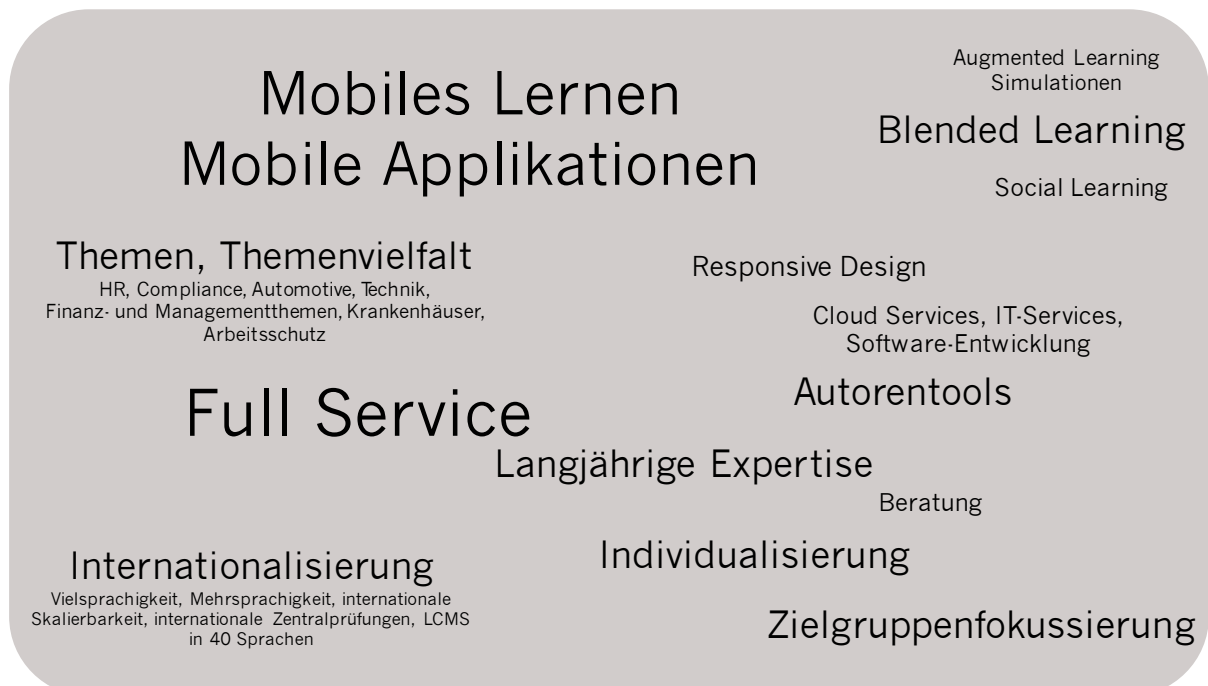 Augmented Learning
Simulationen
Mobiles Lernen
Mobile Applikationen
Blended Learning
Social Learning
Themen, Themenvielfalt
HR, Compliance, Automotive, Technik,
Finanz- und Managementthemen, Krankenhäuser,
Arbeitsschutz
Responsive Design
Cloud Services, IT-Services,
Software-Entwicklung
Autorentools
Full Service
Langjährige Expertise
Beratung
Individualisierung
Internationalisierung
Vielsprachigkeit, Mehrsprachigkeit, internationale
Skalierbarkeit, internationale Zentralprüfungen, LCMS
in 40 Sprachen
Zielgruppenfokussierung